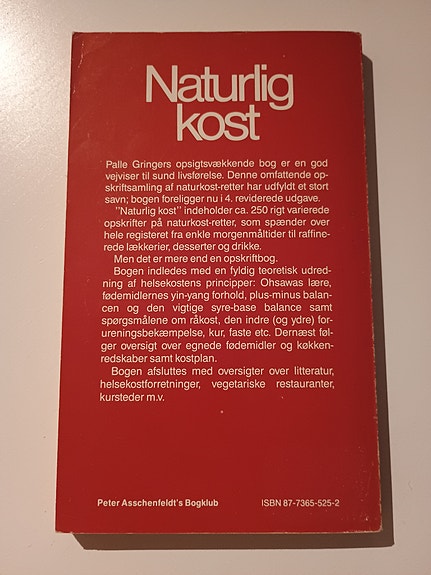 Naturlig
kost
Palle Gringers opsigtsvækkende bog er en god
vejviser til sund livsførelse. Denne omfattende op-
skriftsamling af naturkost-retter har udfyldt et stort
savn; bogen foreligger nu i 4. reviderede udgave.
"Naturlig kost" indeholder ca. 250 rigt varierede
opskrifter på naturkost-retter, som spænder over
hele registeret fra enkle morgenmåltider til raffine-
rede lækkerier, desserter og drikke.
Men det er mere end en opskriftbog.
Bogen indledes med en fyldig teoretisk udred-
ning af helsekostens principper: Ohsawas lære,
fødemidlernes yin-yang forhold, plus-minus balan-
cen og den vigtige syre-base balance samt
spørgsmålene om råkost, den indre (og ydre) for-
ureningsbekæmpelse, kur, faste etc. Dernæst føl-
ger oversigt over egnede fødemidler og køkken-
redskaber samt kostplan.
Bogen afsluttes med oversigter over litteratur,
helsekostforretninger, vegetariske restauranter,
kursteder m.v.
Peter Asschenfeldt's Bogklub
ISBN 87-7365-525-2